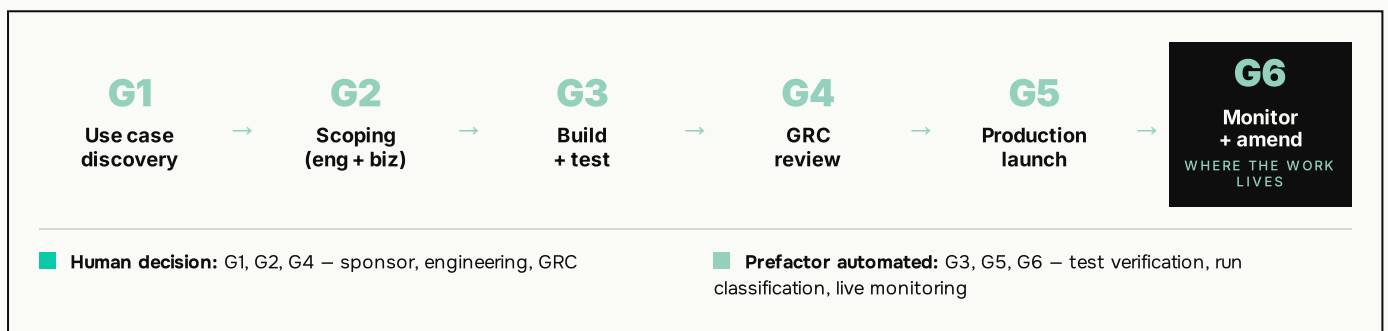 G1
Use case
discovery
→
G2
Scoping
(eng + biz)
→
G3
Build
+ test
→
G4
GRC
review
→
G5
Production
launch
→
G6
Monitor
+ amend
WHERE THE WORK
LIVES
Human decision: G1, G2, G4 — sponsor, engineering, GRC
Prefactor automated: G3, G5, G6 — test verification, run
classification, live monitoring